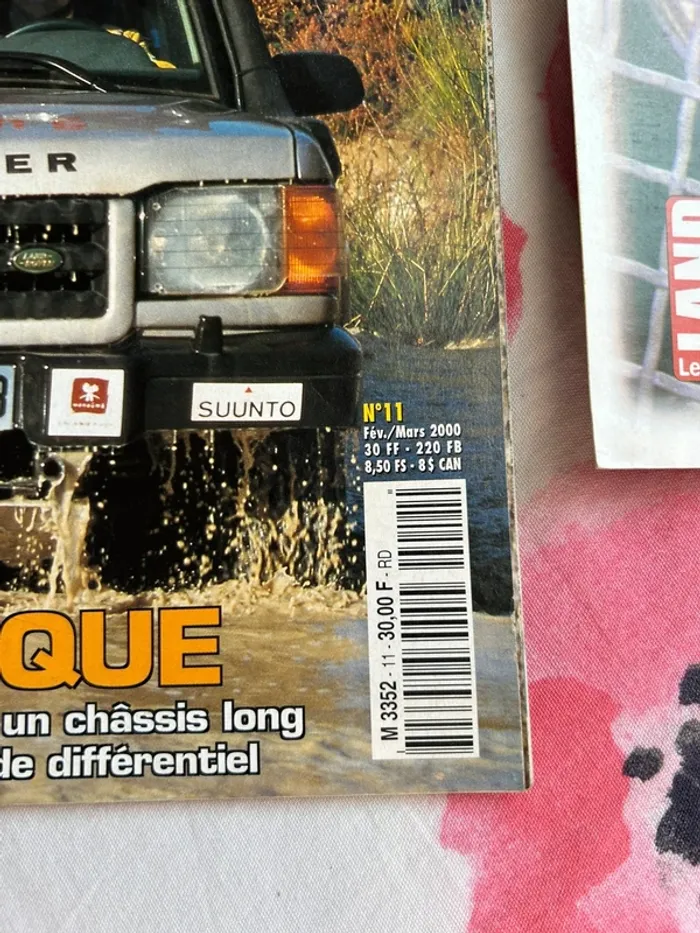 ER
LAND
SUUNTO
N°11
Fév./Mars 2000
30 FF - 220 FB
8,50 FS - 8 $ CAN
M 3352 - 11 - 30,00 F - RD
QUE
un châssis long
de différentiel
Le
LAND